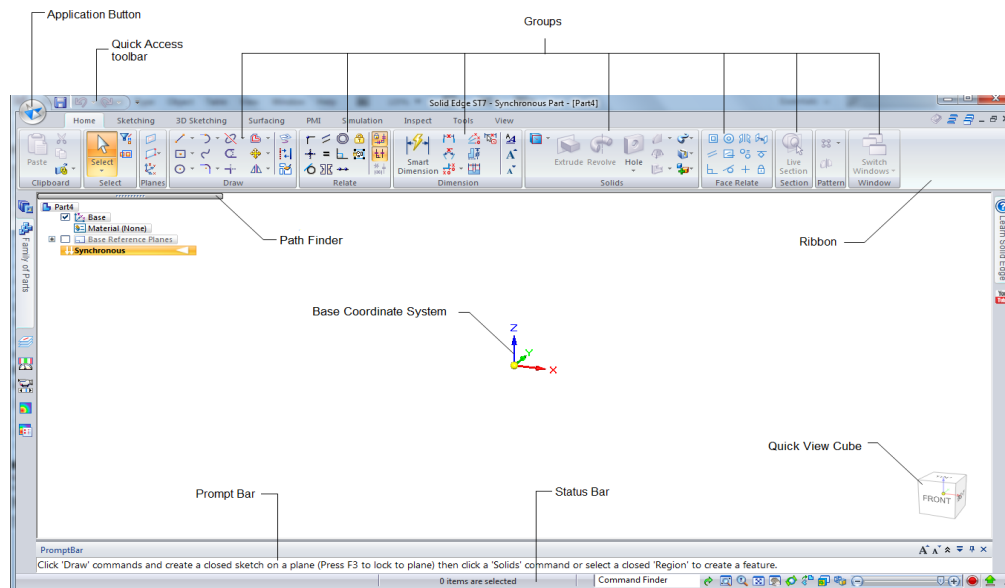 Application Button
Groups
Quick Access
toolbar
Solid Edge ST7 - Synchronous Part - [Part4]
Home Sketching 3D Sketching Surfacing PMI Simulation Inspect Tools View
Paste Select Smart Dimension Extrude Revolve Hole Live Section Switch Windows
Clipboard Select Planes Draw Relate Dimension Solids Face Relate Section Pattern Window
Part4
Base
Material (None)
Base Reference Planes
Synchronous
Family of Parts
Learn Solid Edge
Path Finder
Ribbon
Base Coordinate System
Z
Y
X
Quick View Cube
FRONT
Prompt Bar
Status Bar
PromptBar
Click 'Draw' commands and create a closed sketch on a plane (Press F3 to lock to plane) then click a 'Solids' command or select a closed 'Region' to create a feature.
0 items are selected
Command Finder